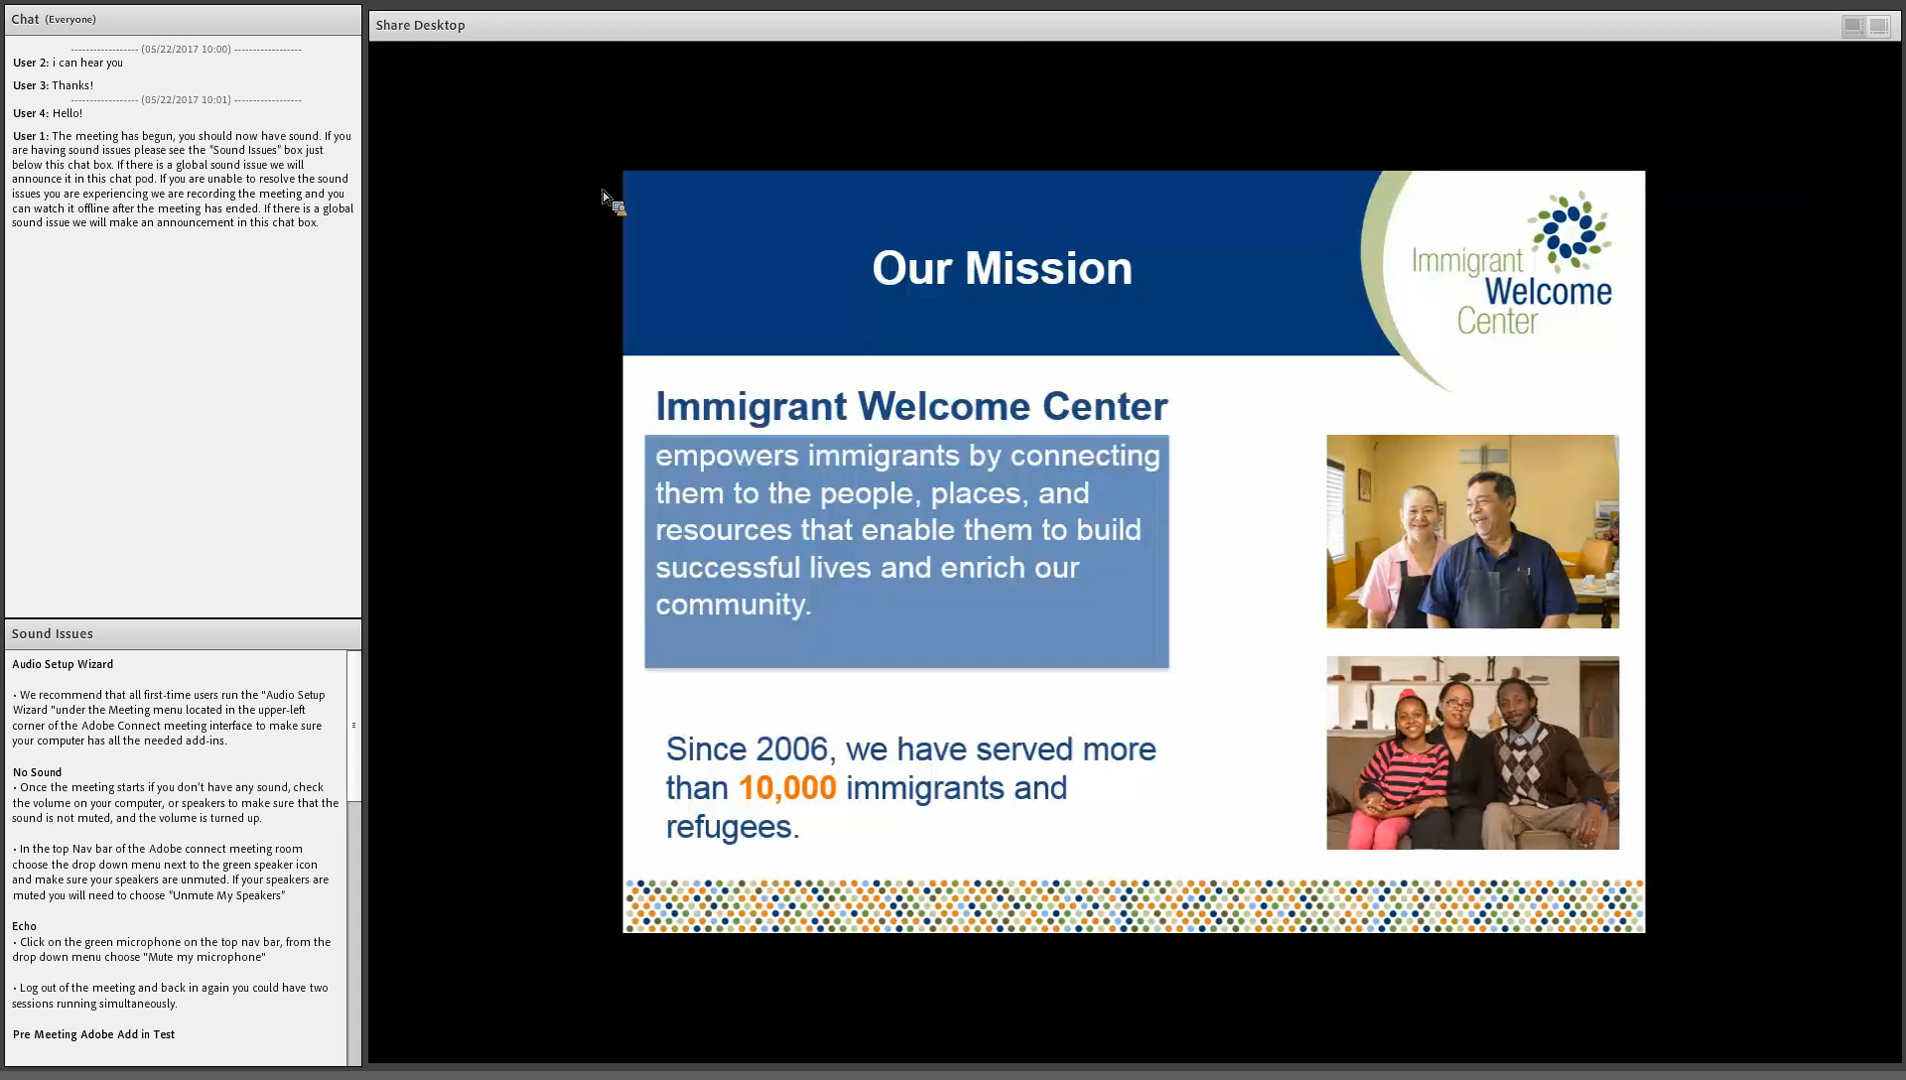 Chat (Everyone)
------------------ (05/22/2017 10:00) ------------------
User 2: i can hear you
User 3: Thanks!
------------------ (05/22/2017 10:01) ------------------
User 4: Hello!
User 1: The meeting has begun, you should now have sound. If you
are having sound issues please see the "Sound Issues" box just
below this chat box. If there is a global sound issue we will
announce it in this chat pod. If you are unable to resolve the sound
issues you are experiencing we are recording the meeting and you
can watch it offline after the meeting has ended. If there is a global
sound issue we will make an announcement in this chat box.
Sound Issues
Audio Setup Wizard
• We recommend that all first-time users run the "Audio Setup
Wizard "under the Meeting menu located in the upper-left
corner of the Adobe Connect meeting interface to make sure
your computer has all the needed add-ins.
No Sound
• Once the meeting starts if you don't have any sound, check
the volume on your computer, or speakers to make sure that the
sound is not muted, and the volume is turned up.
• In the top Nav bar of the Adobe connect meeting room
choose the drop down menu next to the green speaker icon
and make sure your speakers are unmuted. If your speakers are
muted you will need to choose "Unmute My Speakers"
Echo
• Click on the green microphone on the top nav bar, from the
drop down menu choose "Mute my microphone"
• Log out of the meeting and back in again you could have two
sessions running simultaneously.
Pre Meeting Adobe Add in Test
Share Desktop
Our Mission
Immigrant
Welcome
Center
Immigrant Welcome Center
empowers immigrants by connecting
them to the people, places, and
resources that enable them to build
successful lives and enrich our
community.
Since 2006, we have served more
than 10,000 immigrants and
refugees.